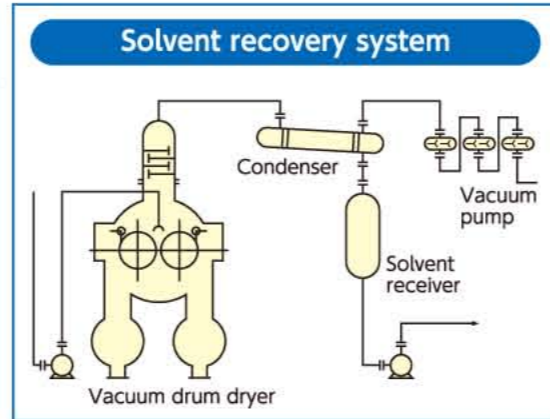 Solvent recovery system
Condenser
Vacuum
pump
Solvent
receiver
Vacuum drum dryer